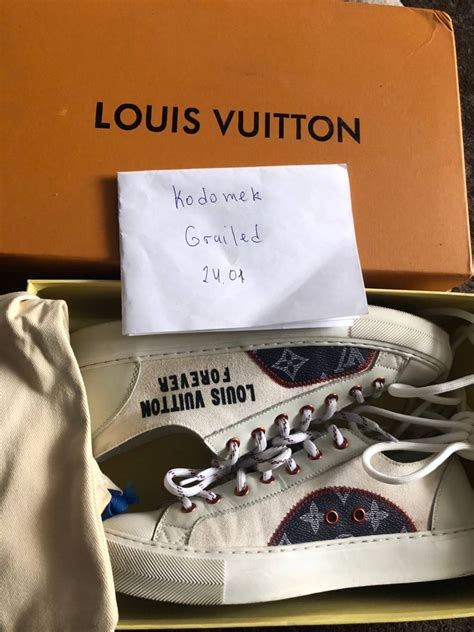 LOUIS VUITTON
Kodomek
Grailed
24.01
LOUIS VUITTON
FOREVER